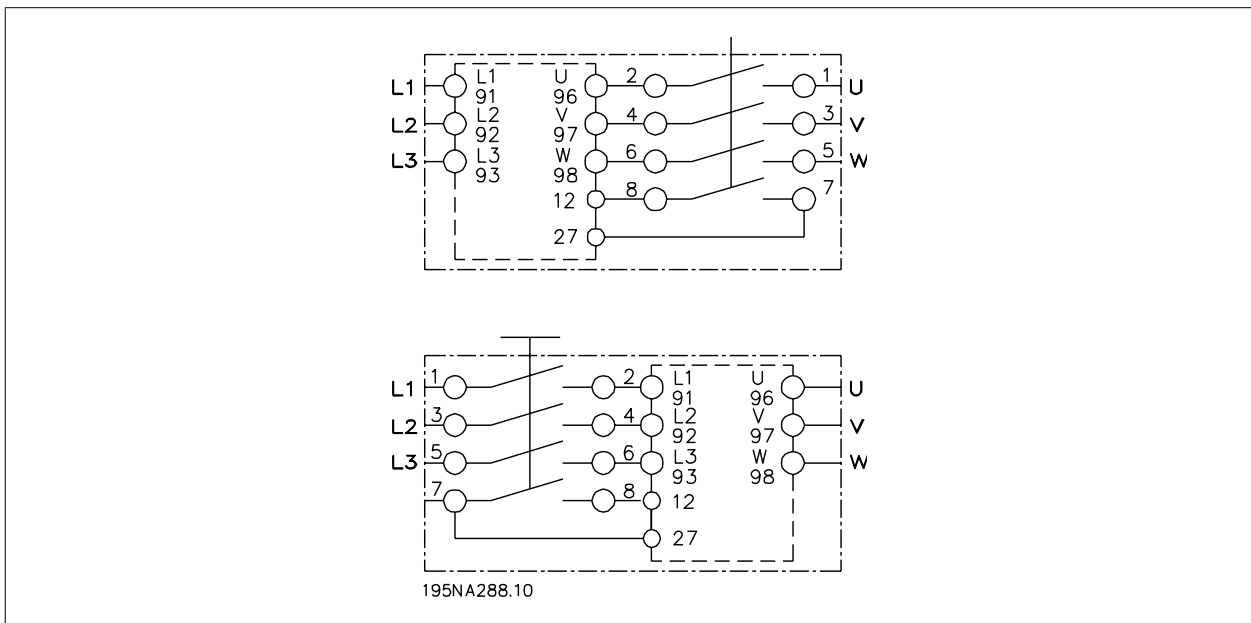 L1 L1 U 2 1 U
91 96
L2 L2 V 4 3 V
92 97
L3 L3 W 6 5 W
93 98
12 8 7
27
L1 1 2 L1 U U
91 96
L2 3 4 L2 V V
92 97
L3 5 6 L3 W W
93 98
7 8 12
27
195NA288.10